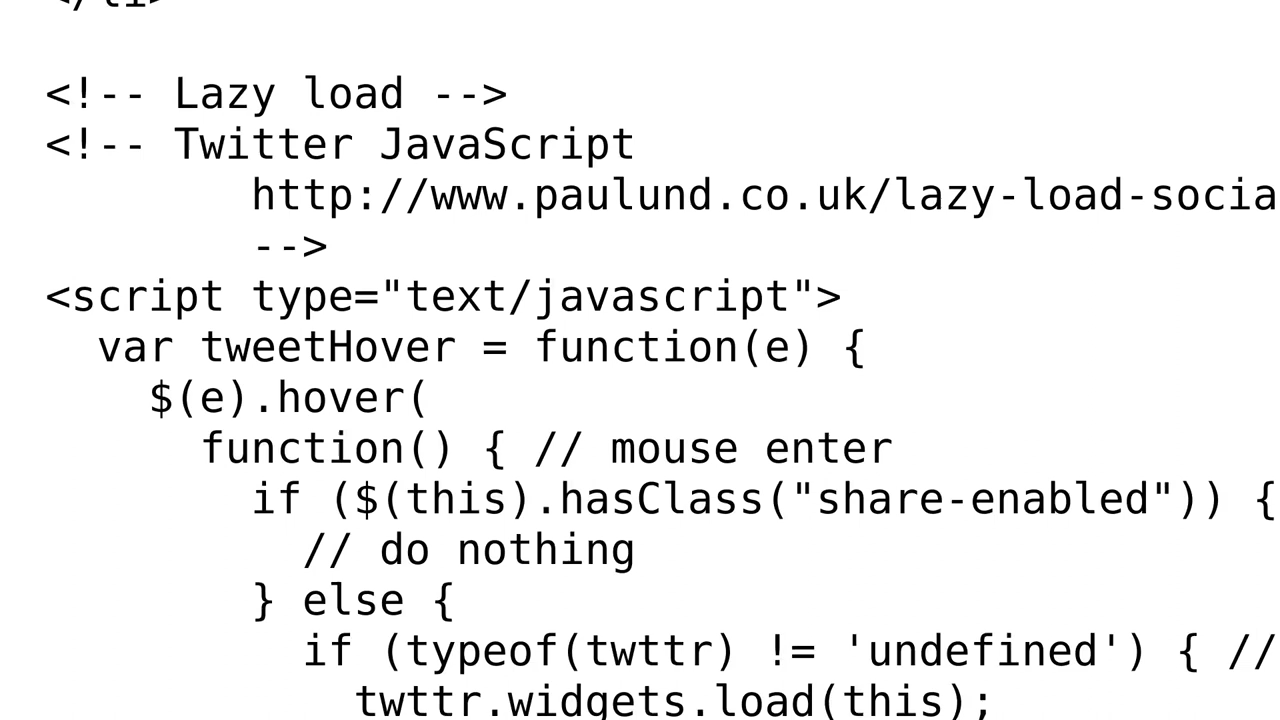 </li>
<!-- Lazy load -->
<!-- Twitter JavaScript
http://www.paulund.co.uk/lazy-load-socia
-->
<script type="text/javascript">
var tweetHover = function(e) {
$(e).hover(
function() { // mouse enter
if ($(this).hasClass("share-enabled")) {
// do nothing
} else {
if (typeof(twttr) != 'undefined') { //
twttr.widgets.load(this);